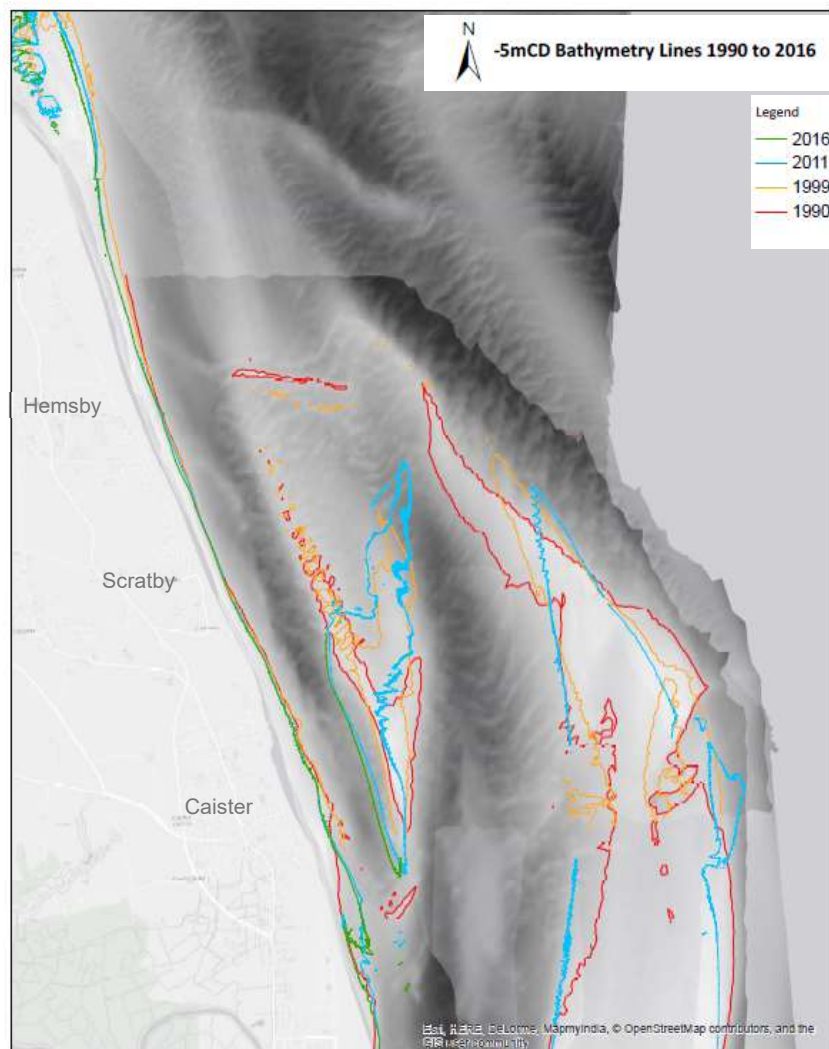 N
-5mCD Bathymetry Lines 1990 to 2016
Legend
2016
2011
1999
1990
Hemsby
Scratby
Caister
Esri, HERE, DeLorme, MapmyIndia, © OpenStreetMap contributors, and the
GIS user community